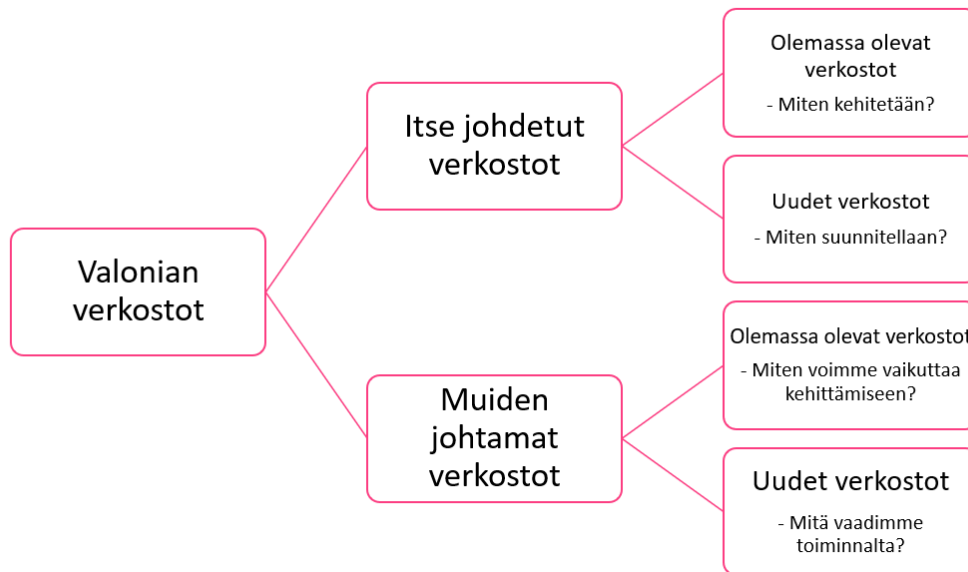 Valonian
verkostot
Itse johdetut
verkostot
Olemassa olevat
verkostot
- Miten kehitetään?
Uudet verkostot
- Miten suunnitellaan?
Muiden
johtamat
verkostot
Olemassa olevat verkostot
- Miten voimme vaikuttaa
kehittämiseen?
Uudet verkostot
- Mitä vaadimme
toiminnalta?